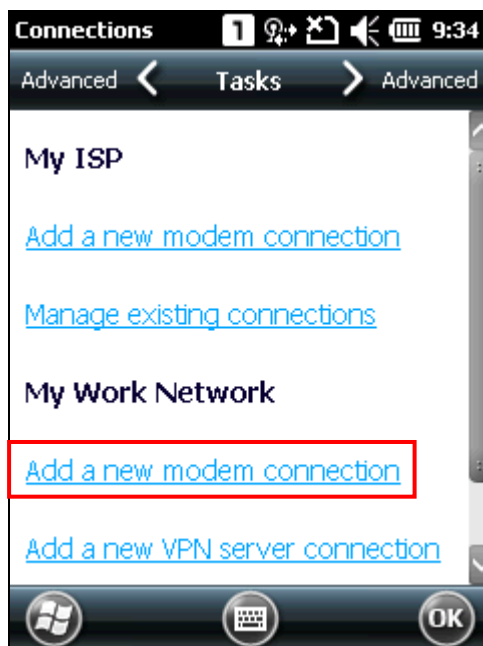 Connections 1 9:34
Advanced Tasks Advanced
My ISP
Add a new modem connection
Manage existing connections
My Work Network
Add a new modem connection
Add a new VPN server connection
OK